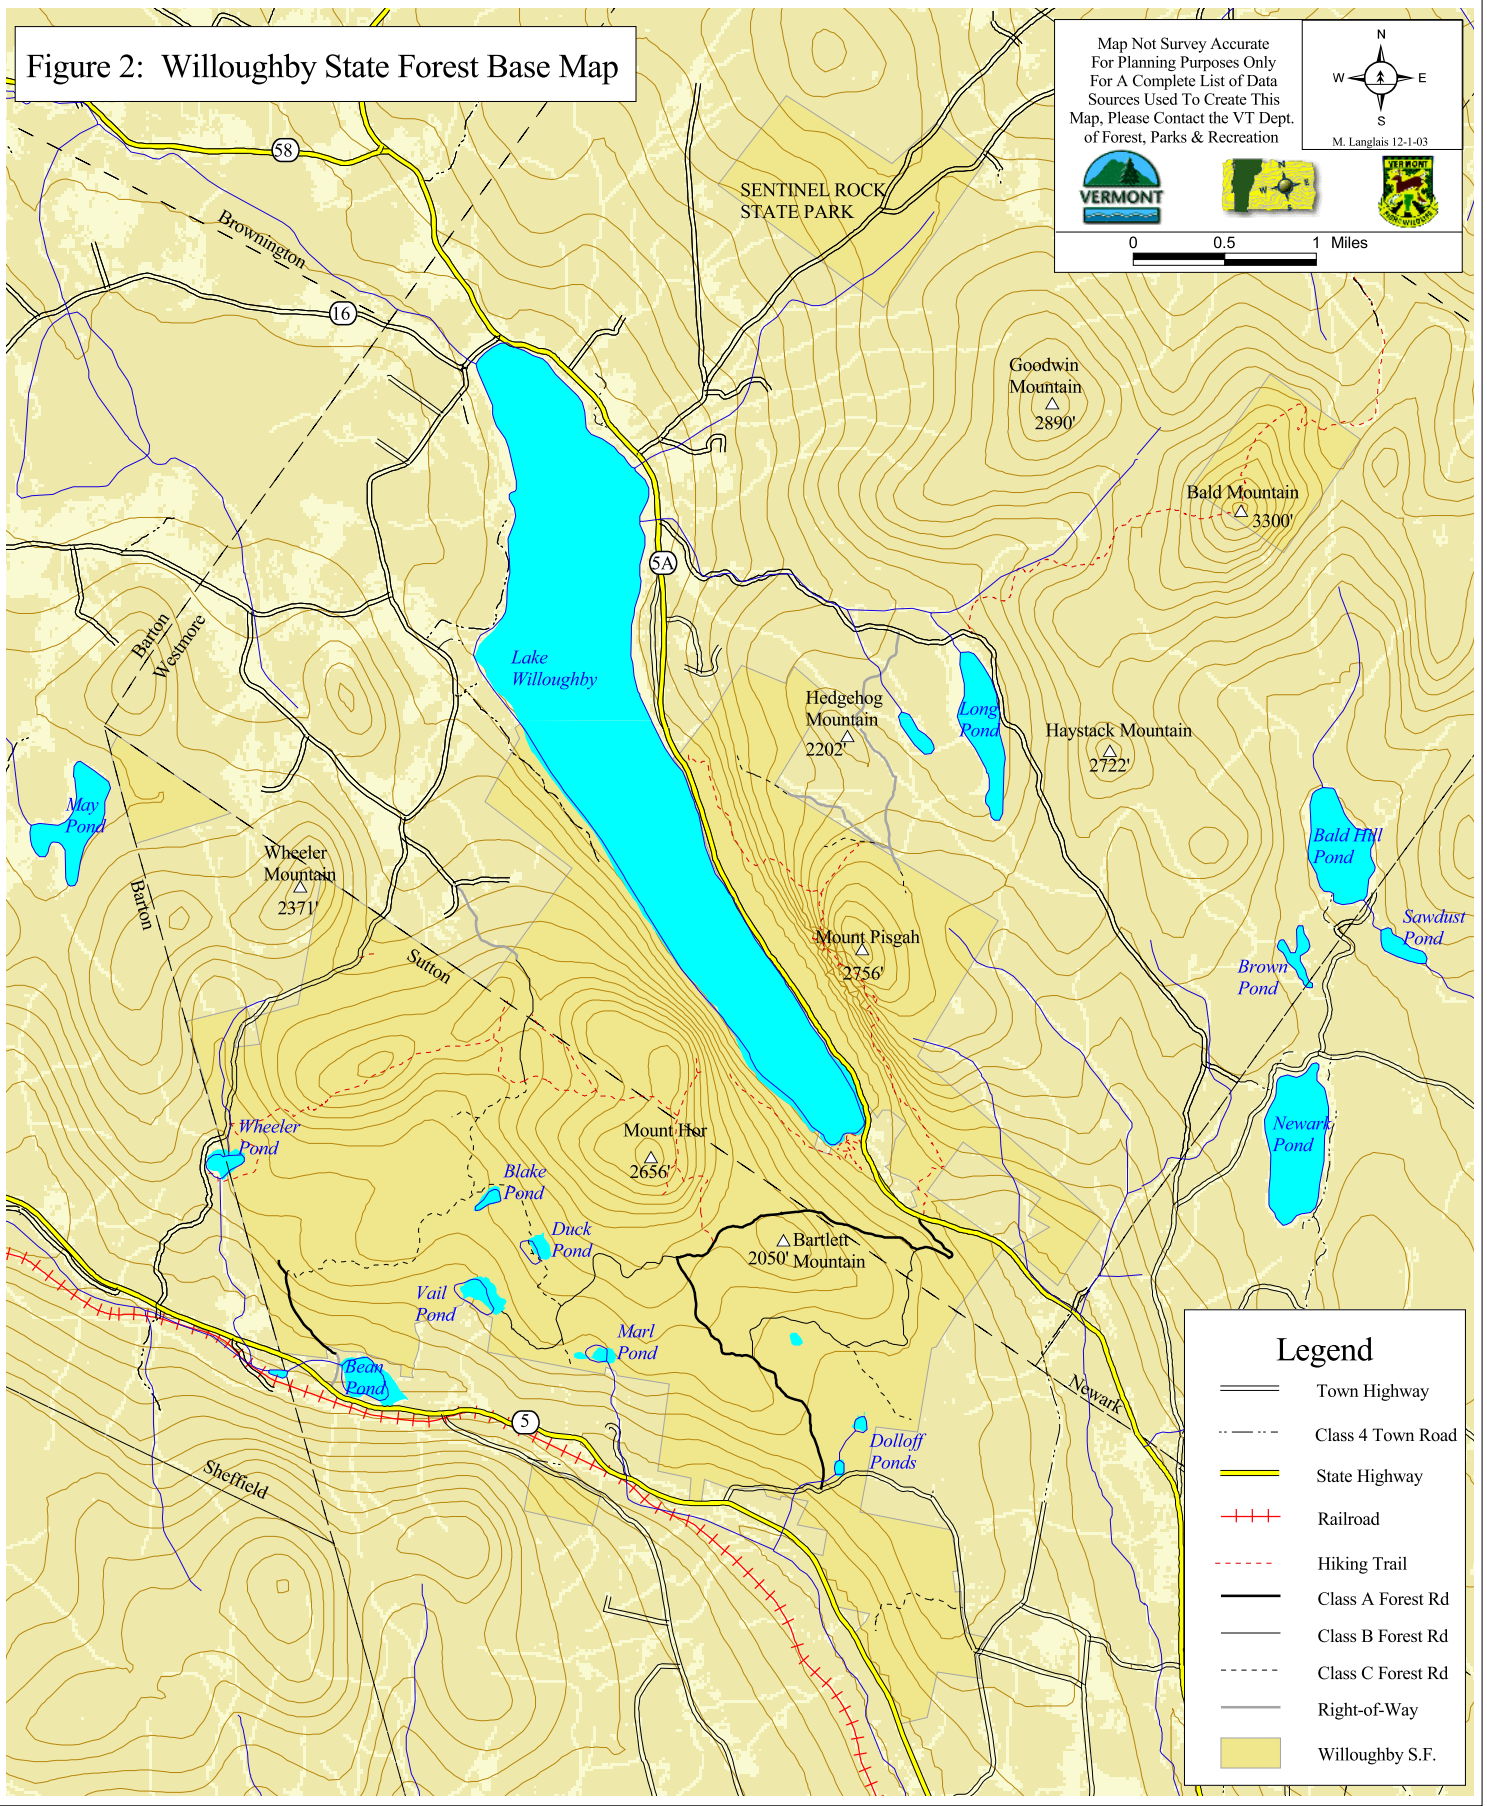 Figure 2: Willoughby State Forest Base Map
Map Not Survey Accurate
For Planning Purposes Only
For A Complete List of Data
Sources Used To Create This
Map, Please Contact the VT Dept.
of Forest, Parks & Recreation
N
W
E
S
M. Langlais 12-1-03
VERMONT
N
W
E
S
VERMONT
0 0.5 1 Miles
58
Brownington
16
SENTINEL ROCK
STATE PARK
Goodwin
Mountain
2890'
Bald Mountain
3300'
5A
Barton
Westmore
Lake
Willoughby
Hedgehog
Mountain
2202'
Long
Pond
Haystack Mountain
2722'
May
Pond
Bald Hill
Pond
Wheeler
Mountain
2371'
Barton
Sutton
Mount Pisgah
2756'
Sawdust
Pond
Brown
Pond
Wheeler
Pond
Mount Hor
2656'
Newark
Pond
Blake
Pond
Duck
Pond
Bartlett
Mountain
2050'
Vail
Pond
Marl
Pond
Bean
Pond
5
Newark
Dolloff
Ponds
Sheffield
Legend
Town Highway
Class 4 Town Road
State Highway
Railroad
Hiking Trail
Class A Forest Rd
Class B Forest Rd
Class C Forest Rd
Right-of-Way
Willoughby S.F.